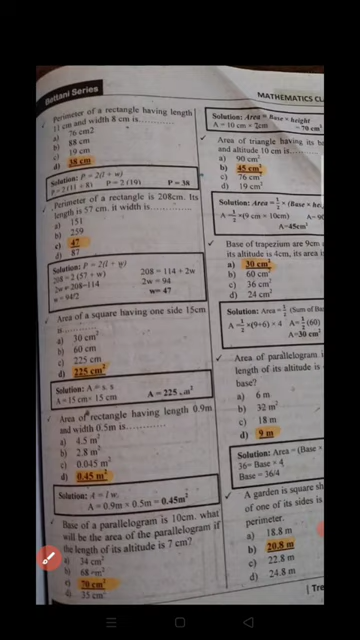 Bettani Series
Perimeter of a rectangle having length
11 cm and width 8 cm is
a) 76 cm2
b) 88 cm
c) 19 cm
d) 38 cm
Solution: P = 2(l + w)
P=2 (11 + 8) P=2 (19) P=38
Perimeter of a rectangle is 208cm. Its
length is 57 cm. it width is
a) 151
b) 259
c) 47
d) 87
Solution: P = 2(l + w)
208 =2 (57 + w) 208 = 114 + 2w
2w = 208-114 2w = 94
w = 94/2 w= 47
Area of a square having one side 15cm
is
a) 30 cm²
b) 60 cm
c) 225 cm
d) 225 cm²
Solution: A = s. s
A=15 cm× 15 cm A = 225 cm²
Area of rectangle having length 0.9m
and width 0.5m is
a) 4.5 m²
b) 2.8 m²
c) 0.045 m²
d) 0.45 m²
Solution: A = l w.
A = 0.9m × 0.5m = 0.45m²
Base of a parallelogram is 10cm. what
will be the area of the parallelogram if
the length of its altitude is 7 cm?
a) 34 cm²
b) 68 m²
c) 70 cm²
d) 35 cm²
MATHEMATICS
Solution: Area = Base × height
A = 10 cm × 7cm = 70 cm²
Area of triangle having its
and altitude 10 cm is
a) 90 cm²
b) 45 cm²
c) 76 cm²
d) 19 cm²
Solution: Area = 1/2 × (Base ×
A = 1/2 ×(9 cm × 10cm)
A=45cm²
Base of trapezium are 9cm
its altitude is 4cm, its area
a) 30 cm²
b) 60 cm²
c) 36 cm²
d) 24 cm²
Solution: Area = 1/2 (Sum of
A = 1/2 ×(9+6) × 4 A = 1/2 (60)
A=30 cm²
Area of parallelogram
length of its altitude is
base?
a) 6 m
b) 32 m²
c) 18 m
d) 9 m
Solution: Area = (Base ×
36= Base × 4
Base = 36/4
A garden is square
of one of its sides is
perimeter.
a) 18.8 m
b) 20.8 m
c) 22.8 m
d) 24.8 m